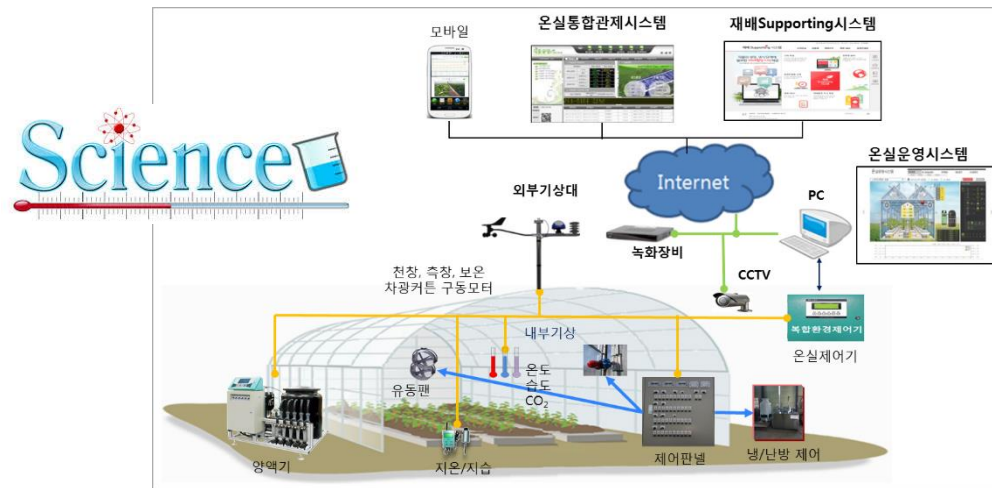 모바일
온실통합관제시스템
재배Supporting시스템
Science
Internet
온실운영시스템
외부기상대
PC
녹화장비
CCTV
천창, 측창, 보온
차광커튼 구동모터
복합환경제어기
내부기상
온실제어기
유동팬
온도
습도
CO₂
양액기
지온/지습
제어판넬
냉/난방 제어